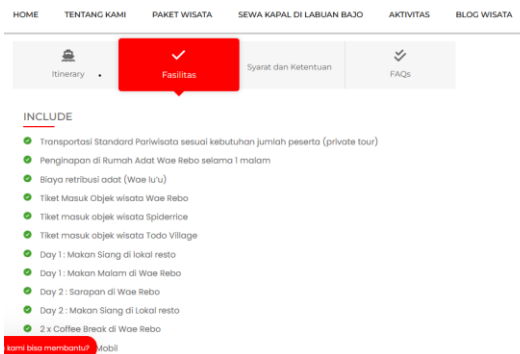 HOME TENTANG KAMI PAKET WISATA SEWA KAPAL DI LABUAN BAJO AKTIVITAS BLOG WISATA
Itinerary Fasilitas Syarat dan Ketentuan FAQs
INCLUDE
Transportasi Standard Pariwisata sesuai kebutuhan jumlah peserta (private tour)
Penginapan di Rumah Adat Wae Rebo selama 1 malam
Biaya retribusi adat (Wae lu'u)
Tiket Masuk Objek wisata Wae Rebo
Tiket masuk objek wisata Spiderrice
Tiket masuk objek wisata Todo Village
Day 1 : Makan Siang di lokal resto
Day 1 : Makan Malam di Wae Rebo
Day 2 : Sarapan di Wae Rebo
Day 2 : Makan Siang di Lokal resto
2 x Coffee Break di Wae Rebo
kami bisa membantu? Mobil